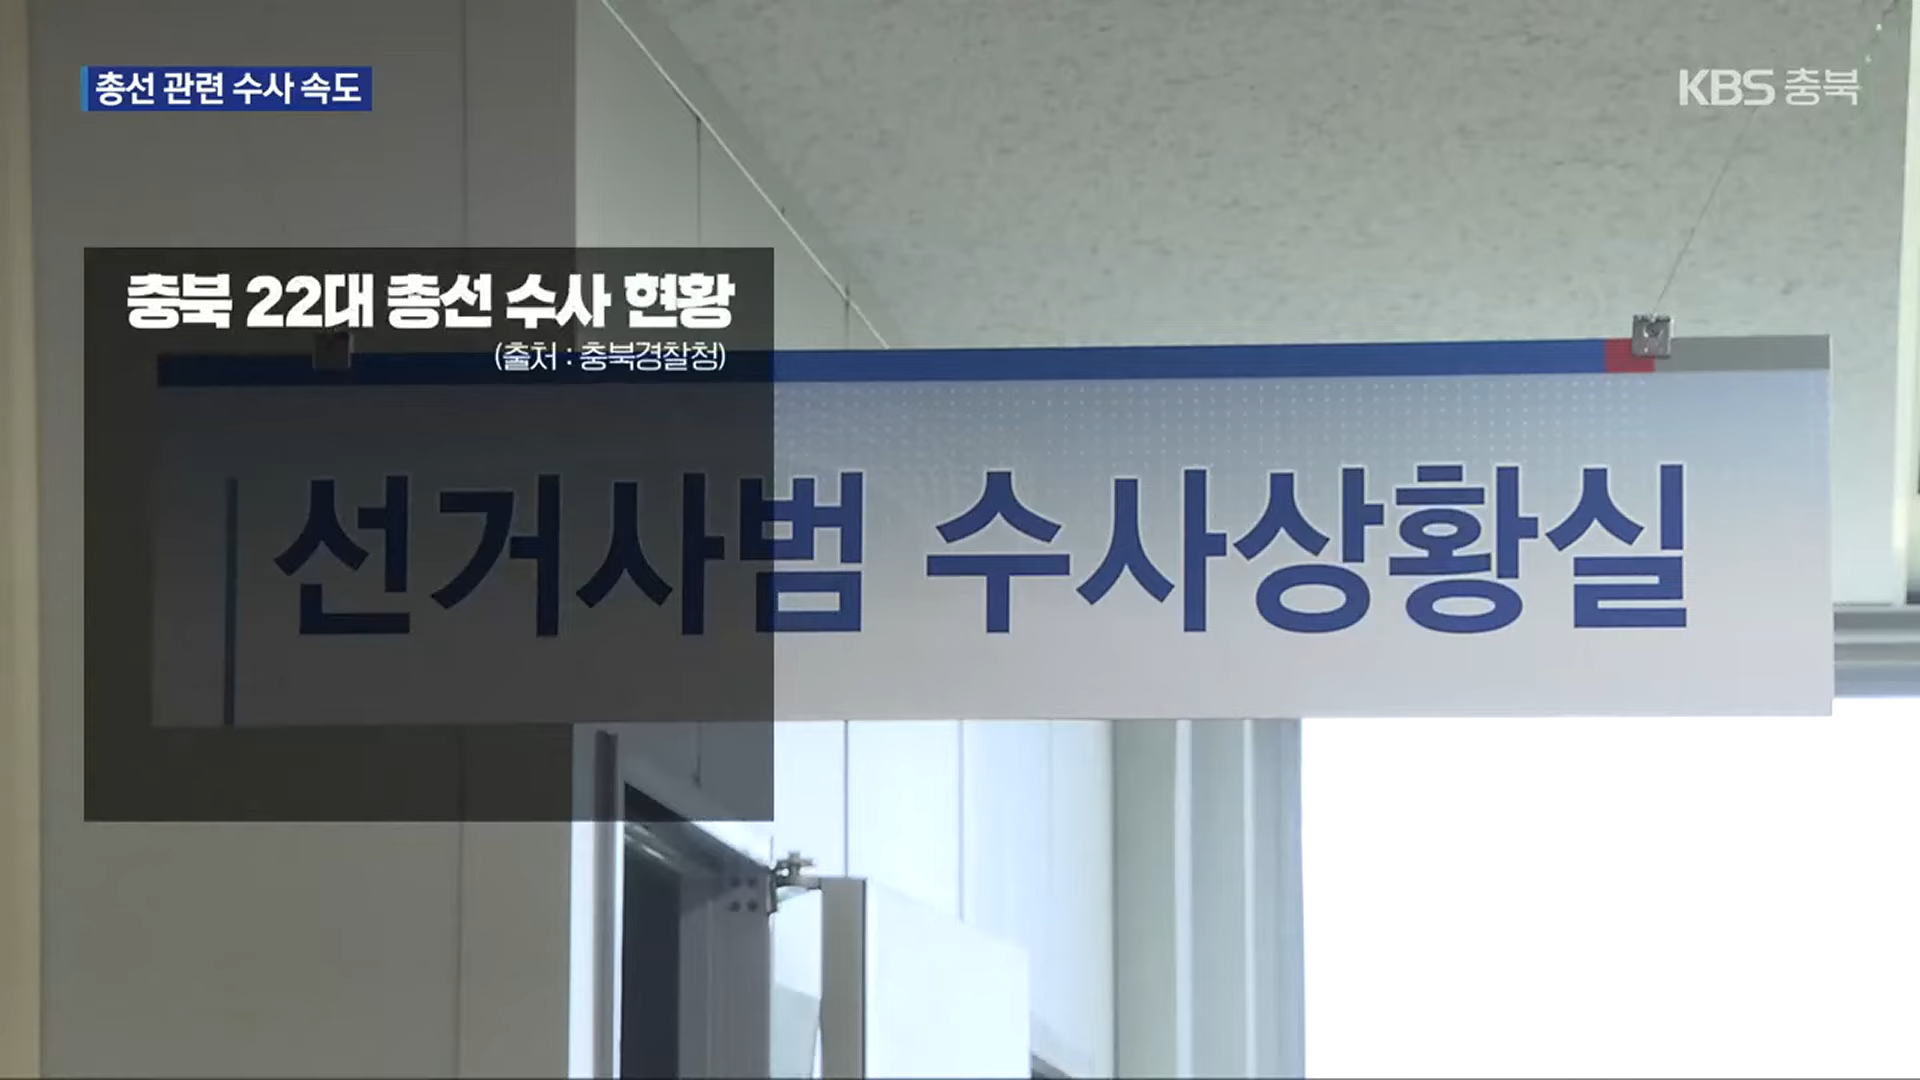 총선 관련 수사 속도
KBS 충북
충북 22대 총선 수사 현황
(출처 : 충북경찰청)
선거사범 수사상황실